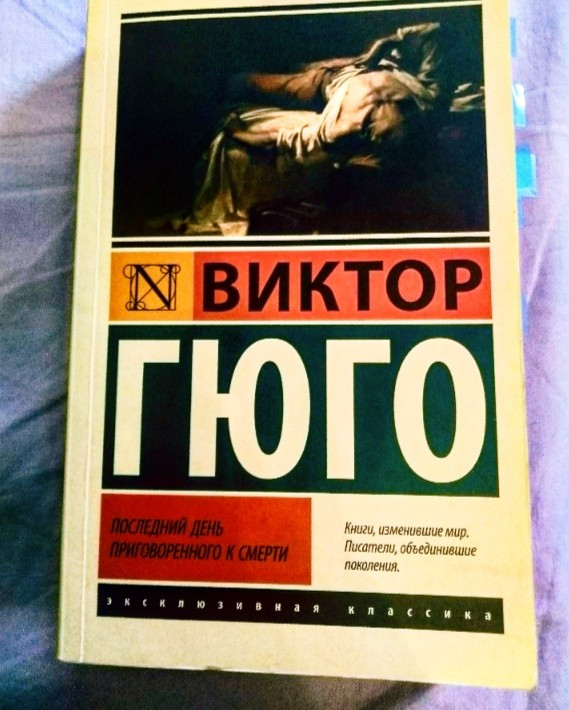 N
ВИКТОР
ГЮГО
ПОСЛЕДНИЙ ДЕНЬ
ПРИГОВОРЕННОГО К СМЕРТИ
Книги, изменившие мир.
Писатели, объединившие
поколения.
эксклюзивная классика